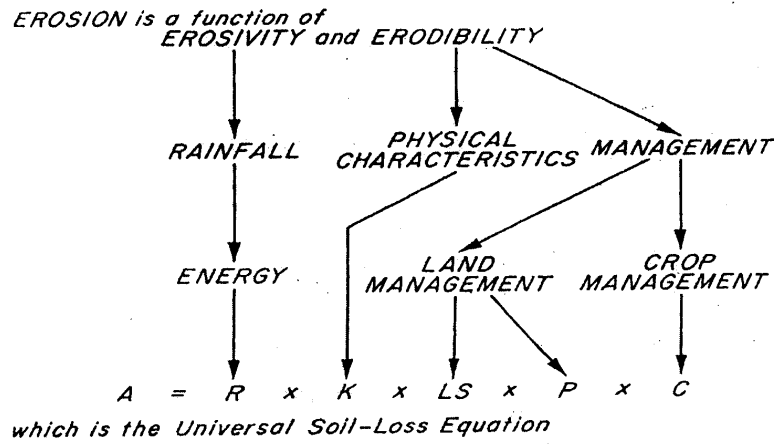 EROSION is a function of
EROSIVITY and ERODIBILITY
RAINFALL
PHYSICAL
CHARACTERISTICS
MANAGEMENT
ENERGY
LAND
MANAGEMENT
CROP
MANAGEMENT
A = R x K x LS x P x C
which is the Universal Soil-Loss Equation